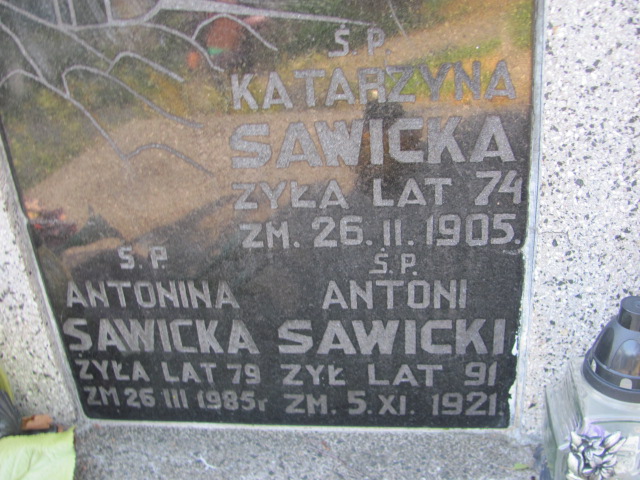 Ś.P.
KATARZYNA
SAWICKA
ŻYŁA LAT 74
ZM. 26. II. 1905.
Ś.P.
ANTONINA
SAWICKA
ŻYŁA LAT 79
ZM 26 III 1985r
Ś.P.
ANTONI
SAWICKI
ŻYŁ LAT 91
ZM. 5. XI. 1921.